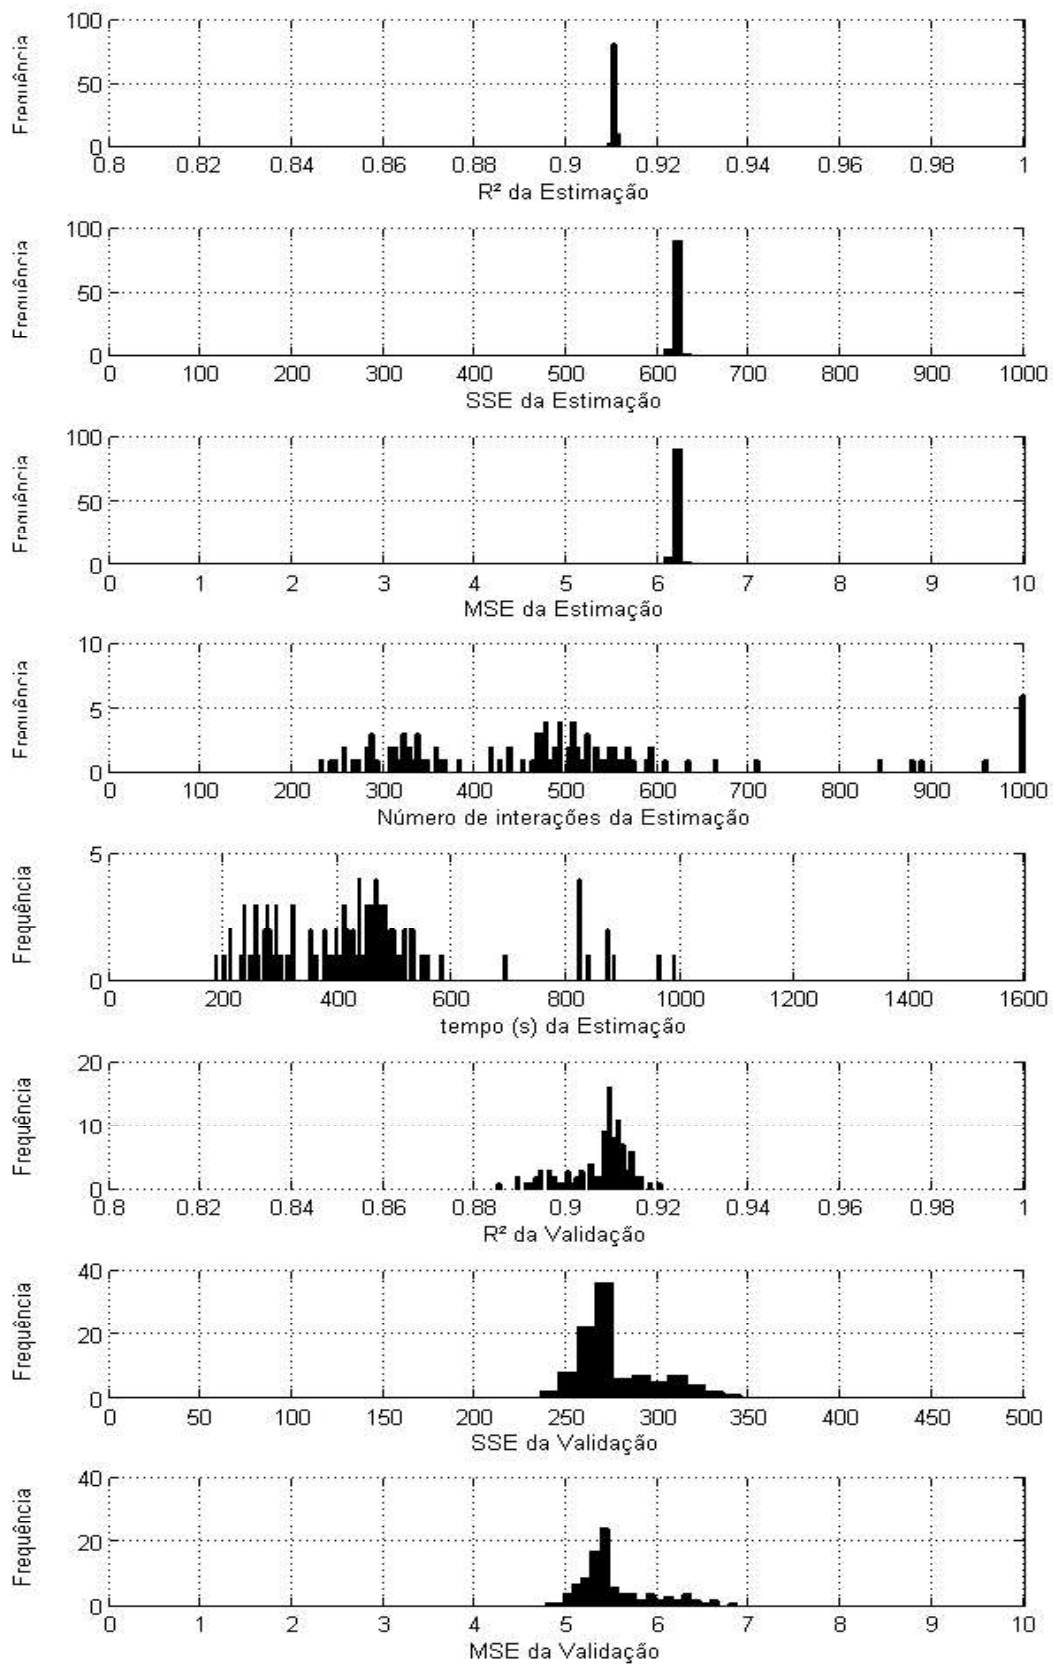 100
50
0
Frequência
0.8 0.82 0.84 0.86 0.88 0.9 0.92 0.94 0.96 0.98 1
R² da Estimação
100
50
0
Frequência
0 100 200 300 400 500 600 700 800 900 1000
SSE da Estimação
100
50
0
Frequência
0 1 2 3 4 5 6 7 8 9 10
MSE da Estimação
10
5
0
Frequência
0 100 200 300 400 500 600 700 800 900 1000
Número de interações da Estimação
5
0
Frequência
0 200 400 600 800 1000 1200 1400 1600
tempo (s) da Estimação
20
10
0
Frequência
0.8 0.82 0.84 0.86 0.88 0.9 0.92 0.94 0.96 0.98 1
R² da Validação
40
20
0
Frequência
0 50 100 150 200 250 300 350 400 450 500
SSE da Validação
40
20
0
Frequência
0 1 2 3 4 5 6 7 8 9 10
MSE da Validação